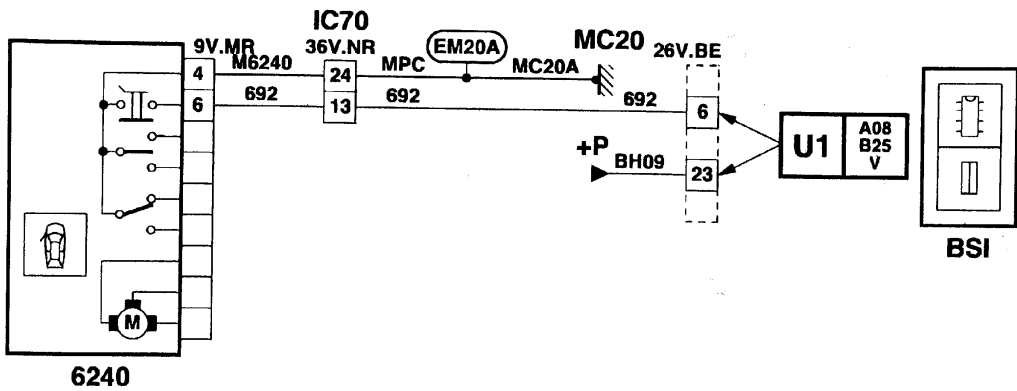 IC70
MC20
9V.MR
36V.NR
EM20A
26V.BE
4
M6240
24
MPC
MC20A
6
692
13
692
692
6
+P
BH09
23
U1
A08
B25
V
BSI
M
6240